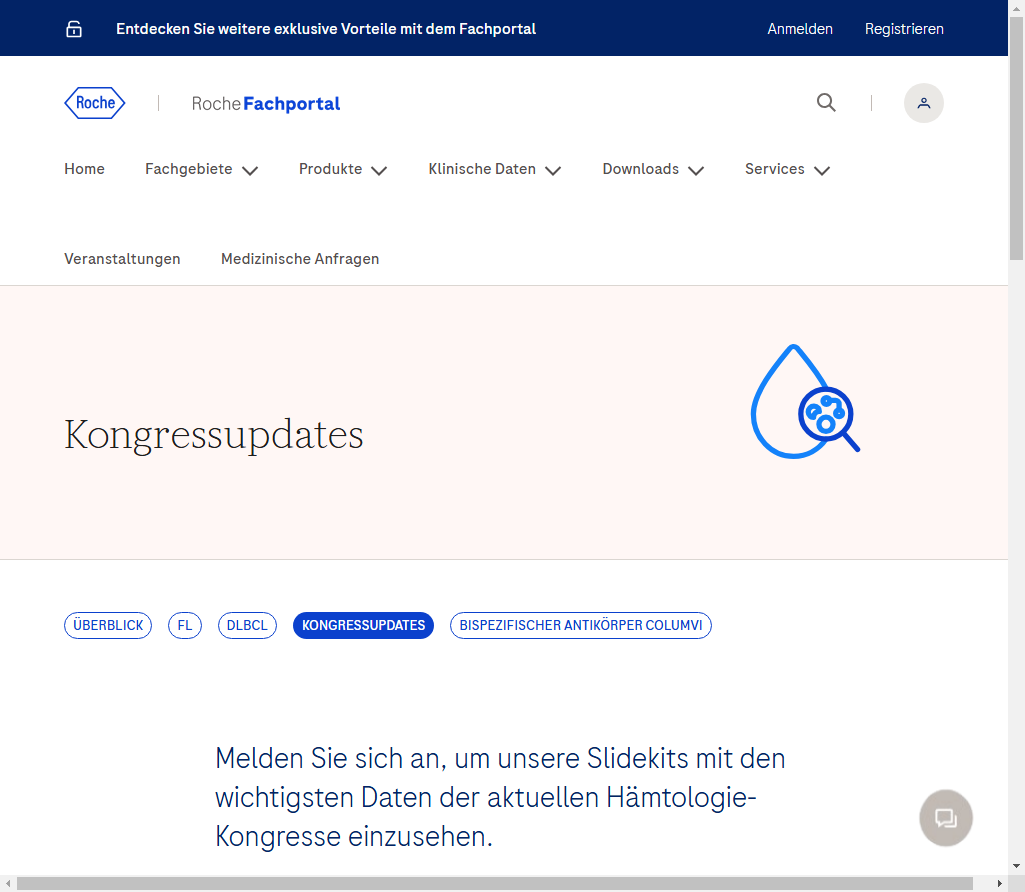 Entdecken Sie weitere exklusive Vorteile mit dem Fachportal
Anmelden Registrieren
Roche
RocheFachportal
Home Fachgebiete Produkte Klinische Daten Downloads Services
Veranstaltungen Medizinische Anfragen
Kongressupdates
ÜBERBLICK FL DLBCL KONGRESSUPDATES BISPEZIFISCHER ANTIKÖRPER COLUMVI
Melden Sie sich an, um unsere Slidekits mit den
wichtigsten Daten der aktuellen Hämtologie-
Kongresse einzusehen.